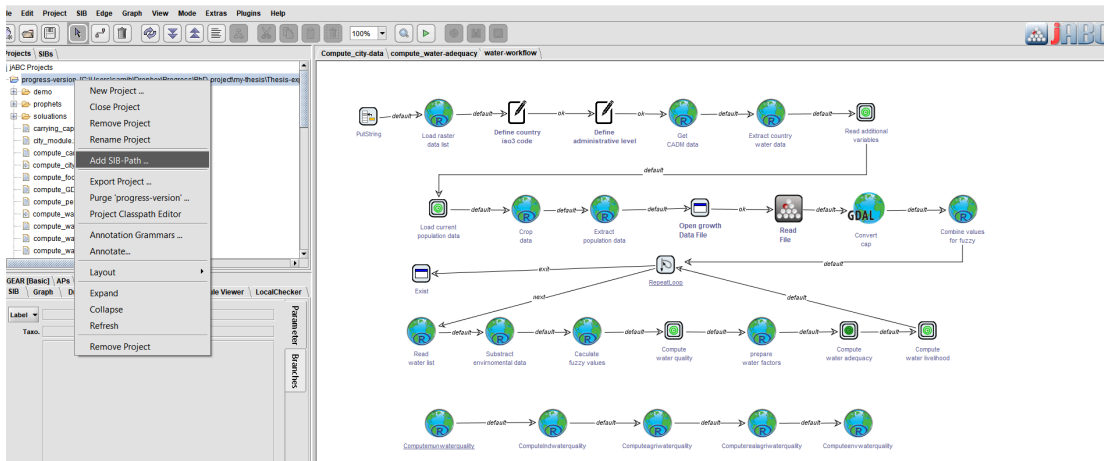 le Edit Project SIB Edge Graph View Mode Extras Plugins Help
100%
jABC
Projects SIBs
Compute_city-data compute_water-adequacy water-workflow
jABC Projects
progress-version
demo
prophets
soluations
carrying_cap
city_module.
compute_ca
compute_city
compute_foo
compute_GD
compute_pe
compute_wa
compute_wa
compute_wa
New Project ...
Close Project
Remove Project
Rename Project
Add SIB-Path ...
Export Project ...
Purge 'progress-version' ...
Project Classpath Editor
Annotation Grammars ...
Annotate...
Layout
Expand
Collapse
Refresh
Remove Project
GEAR [Basic] APs
SIB Graph
le Viewer LocalChecker
Label
Taxo.
Parameter
Branches
PutString
default
Load raster
data list
default
Define country
iso3 code
ok
Define
administrative level
ok
Get
CADM data
default
Extract country
water data
default
Read additional
variables
default
Load current
population data
default
Crop
data
default
Extract
population data
default
Open growth
Data File
ok
Read
File
default
GDAL
Convert
cap
default
Combine values
for fuzzy
default
RepeatLoop
exit
Exist
next
default
Read
water list
default
Substract
envirnomental data
default
Caculate
fuzzy values
default
Compute
water quality
default
prepare
water factors
default
Compute
water adequacy
default
Compute
water livelihood
Computemunwaterquality
default
Computeindwaterquality
default
Computeagriwaterquality
default
Computerealagriwaterquality
default
Computeenvwaterquality